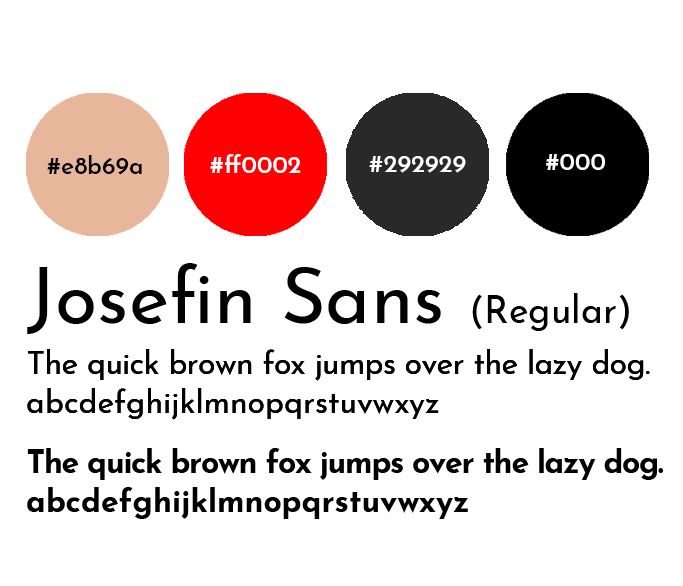 #e8b69a #ff0002 #292929 #000
Josefin Sans (Regular)
The quick brown fox jumps over the lazy dog.
abcdefghijklmnopqrstuvwxyz
The quick brown fox jumps over the lazy dog.
abcdefghijklmnopqrstuvwxyz